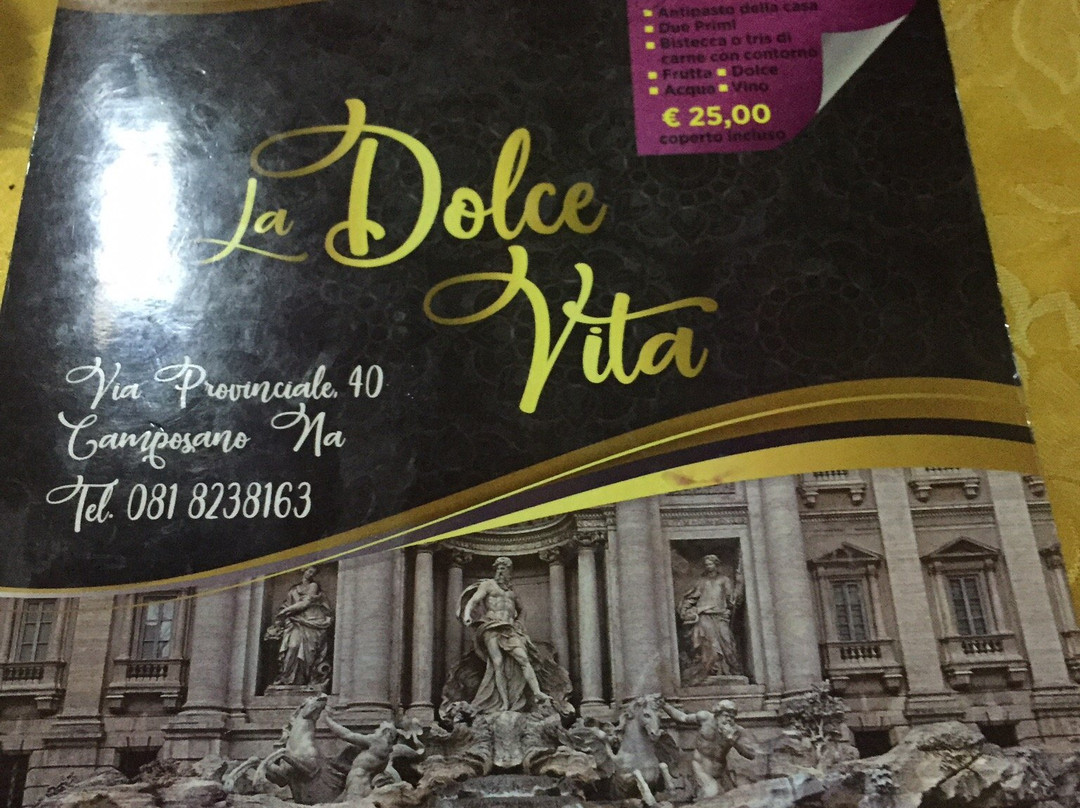 Antipasto della casa
Due Primi
Bistecca o tris di
carne con contorno
Frutta ▪ Dolce
Acqua ▪ Vino
€ 25,00
coperto incluso
La Dolce
Vita
Via Provinciale, 40
Camposano Na
Tel. 081 8238163